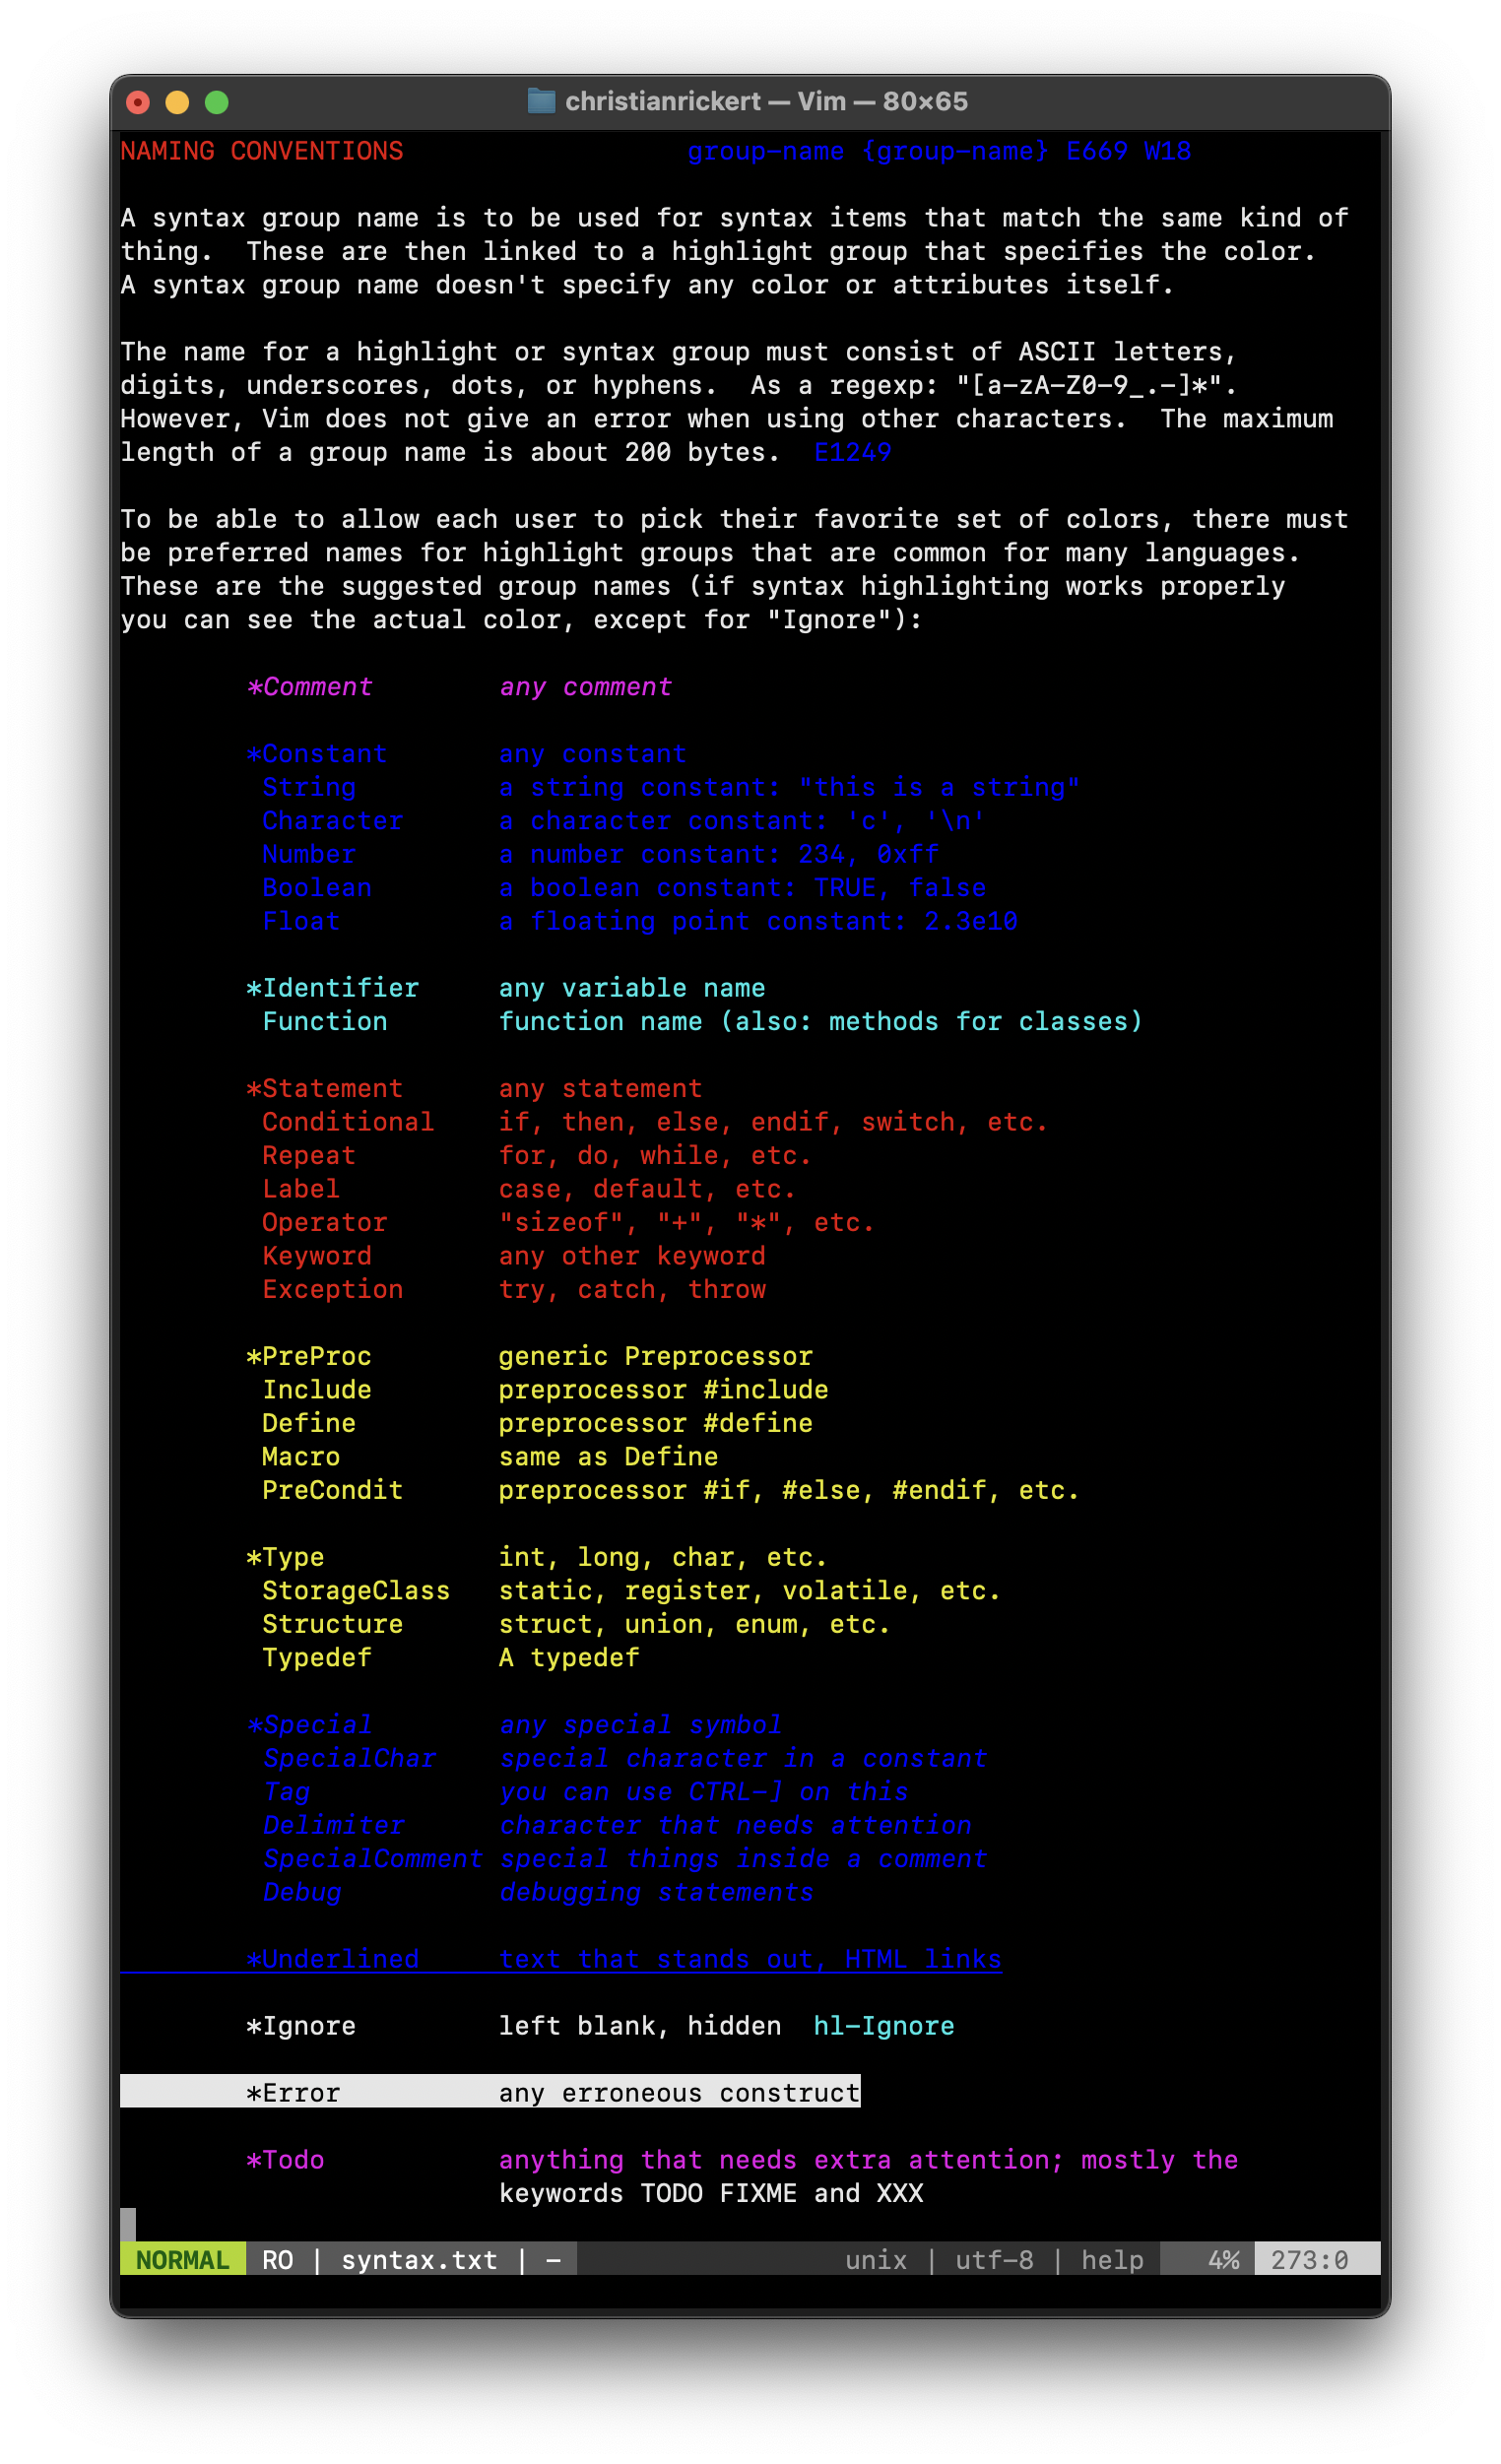 christianrickert — Vim — 80×65
NAMING CONVENTIONS                  group-name {group-name} E669 W18
A syntax group name is to be used for syntax items that match the same kind of
thing.  These are then linked to a highlight group that specifies the color.
A syntax group name doesn't specify any color or attributes itself.
The name for a highlight or syntax group must consist of ASCII letters,
digits, underscores, dots, or hyphens.  As a regexp: "[a-zA-Z0-9_.-]*".
However, Vim does not give an error when using other characters.  The maximum
length of a group name is about 200 bytes.  E1249
To be able to allow each user to pick their favorite set of colors, there must
be preferred names for highlight groups that are common for many languages.
These are the suggested group names (if syntax highlighting works properly
you can see the actual color, except for "Ignore"):
        *Comment        any comment
        *Constant       any constant
         String         a string constant: "this is a string"
         Character      a character constant: 'c', '\n'
         Number         a number constant: 234, 0xff
         Boolean        a boolean constant: TRUE, false
         Float          a floating point constant: 2.3e10
        *Identifier     any variable name
         Function       function name (also: methods for classes)
        *Statement      any statement
         Conditional    if, then, else, endif, switch, etc.
         Repeat         for, do, while, etc.
         Label          case, default, etc.
         Operator       "sizeof", "+", "*", etc.
         Keyword        any other keyword
         Exception      try, catch, throw
        *PreProc        generic Preprocessor
         Include        preprocessor #include
         Define         preprocessor #define
         Macro          same as Define
         PreCondit      preprocessor #if, #else, #endif, etc.
        *Type           int, long, char, etc.
         StorageClass   static, register, volatile, etc.
         Structure      struct, union, enum, etc.
         Typedef        A typedef
        *Special        any special symbol
         SpecialChar    special character in a constant
         Tag            you can use CTRL-] on this
         Delimiter      character that needs attention
         SpecialComment special things inside a comment
         Debug          debugging statements
        *Underlined     text that stands out, HTML links
        *Ignore         left blank, hidden  hl-Ignore
        *Error          any erroneous construct
        *Todo           anything that needs extra attention; mostly the
                        keywords TODO FIXME and XXX
NORMAL  RO | syntax.txt | -                  unix | utf-8 | help    4%  273:0